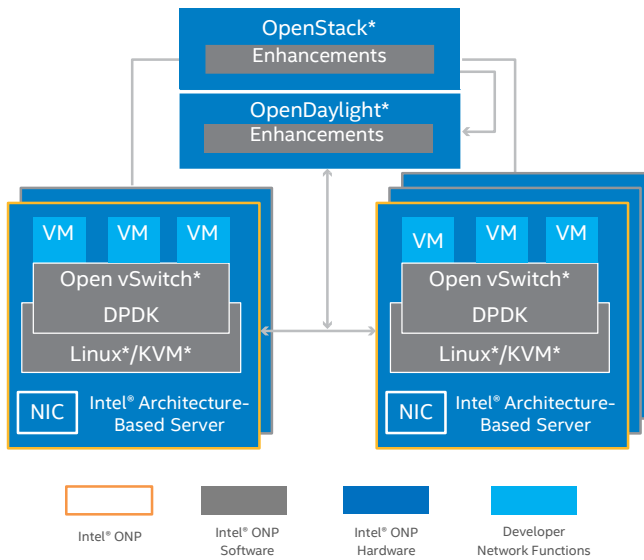 OpenStack*
Enhancements
OpenDaylight*
Enhancements
VM
VM
VM
Open vSwitch*
DPDK
Linux*/KVM*
NIC
Intel® Architecture-
Based Server
VM
VM
VM
Open vSwitch*
DPDK
Linux*/KVM*
NIC
Intel® Architecture-
Based Server
Intel® ONP
Intel® ONP
Software
Intel® ONP
Hardware
Developer
Network Functions